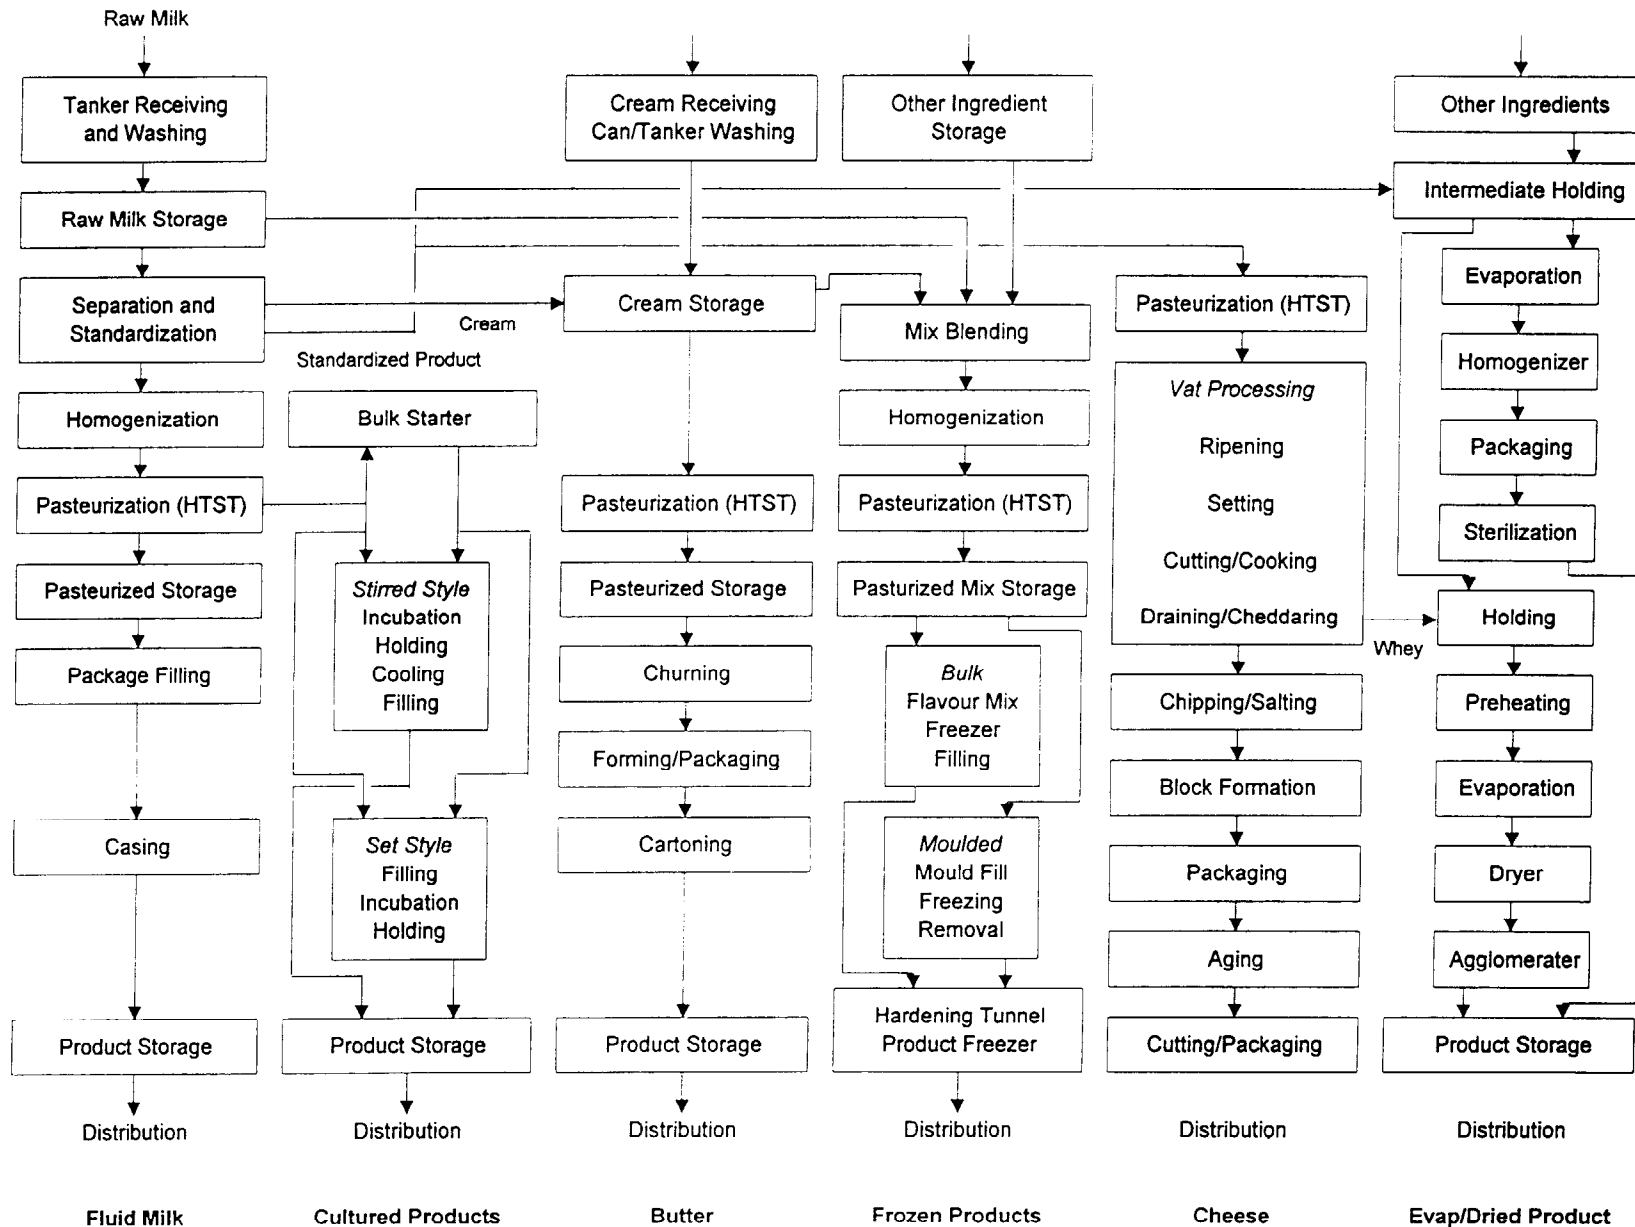 Raw Milk
Tanker Receiving
and Washing
Raw Milk Storage
Separation and
Standardization
Cream
Standardized Product
Homogenization
Pasteurization (HTST)
Pasteurized Storage
Package Filling
Casing
Product Storage
Distribution
Fluid Milk
Bulk Starter
Stirred Style
Incubation
Holding
Cooling
Filling
Set Style
Filling
Incubation
Holding
Product Storage
Distribution
Cultured Products
Cream Receiving
Can/Tanker Washing
Cream Storage
Pasteurization (HTST)
Pasteurized Storage
Churning
Forming/Packaging
Cartoning
Product Storage
Distribution
Butter
Other Ingredient
Storage
Mix Blending
Homogenization
Pasteurization (HTST)
Pasturized Mix Storage
Bulk
Flavour Mix
Freezer
Filling
Moulded
Mould Fill
Freezing
Removal
Hardening Tunnel
Product Freezer
Distribution
Frozen Products
Pasteurization (HTST)
Vat Processing
Ripening
Setting
Cutting/Cooking
Draining/Cheddaring
Whey
Chipping/Salting
Block Formation
Packaging
Aging
Cutting/Packaging
Distribution
Cheese
Other Ingredients
Intermediate Holding
Evaporation
Homogenizer
Packaging
Sterilization
Holding
Preheating
Evaporation
Dryer
Agglomerater
Product Storage
Distribution
Evap/Dried Product